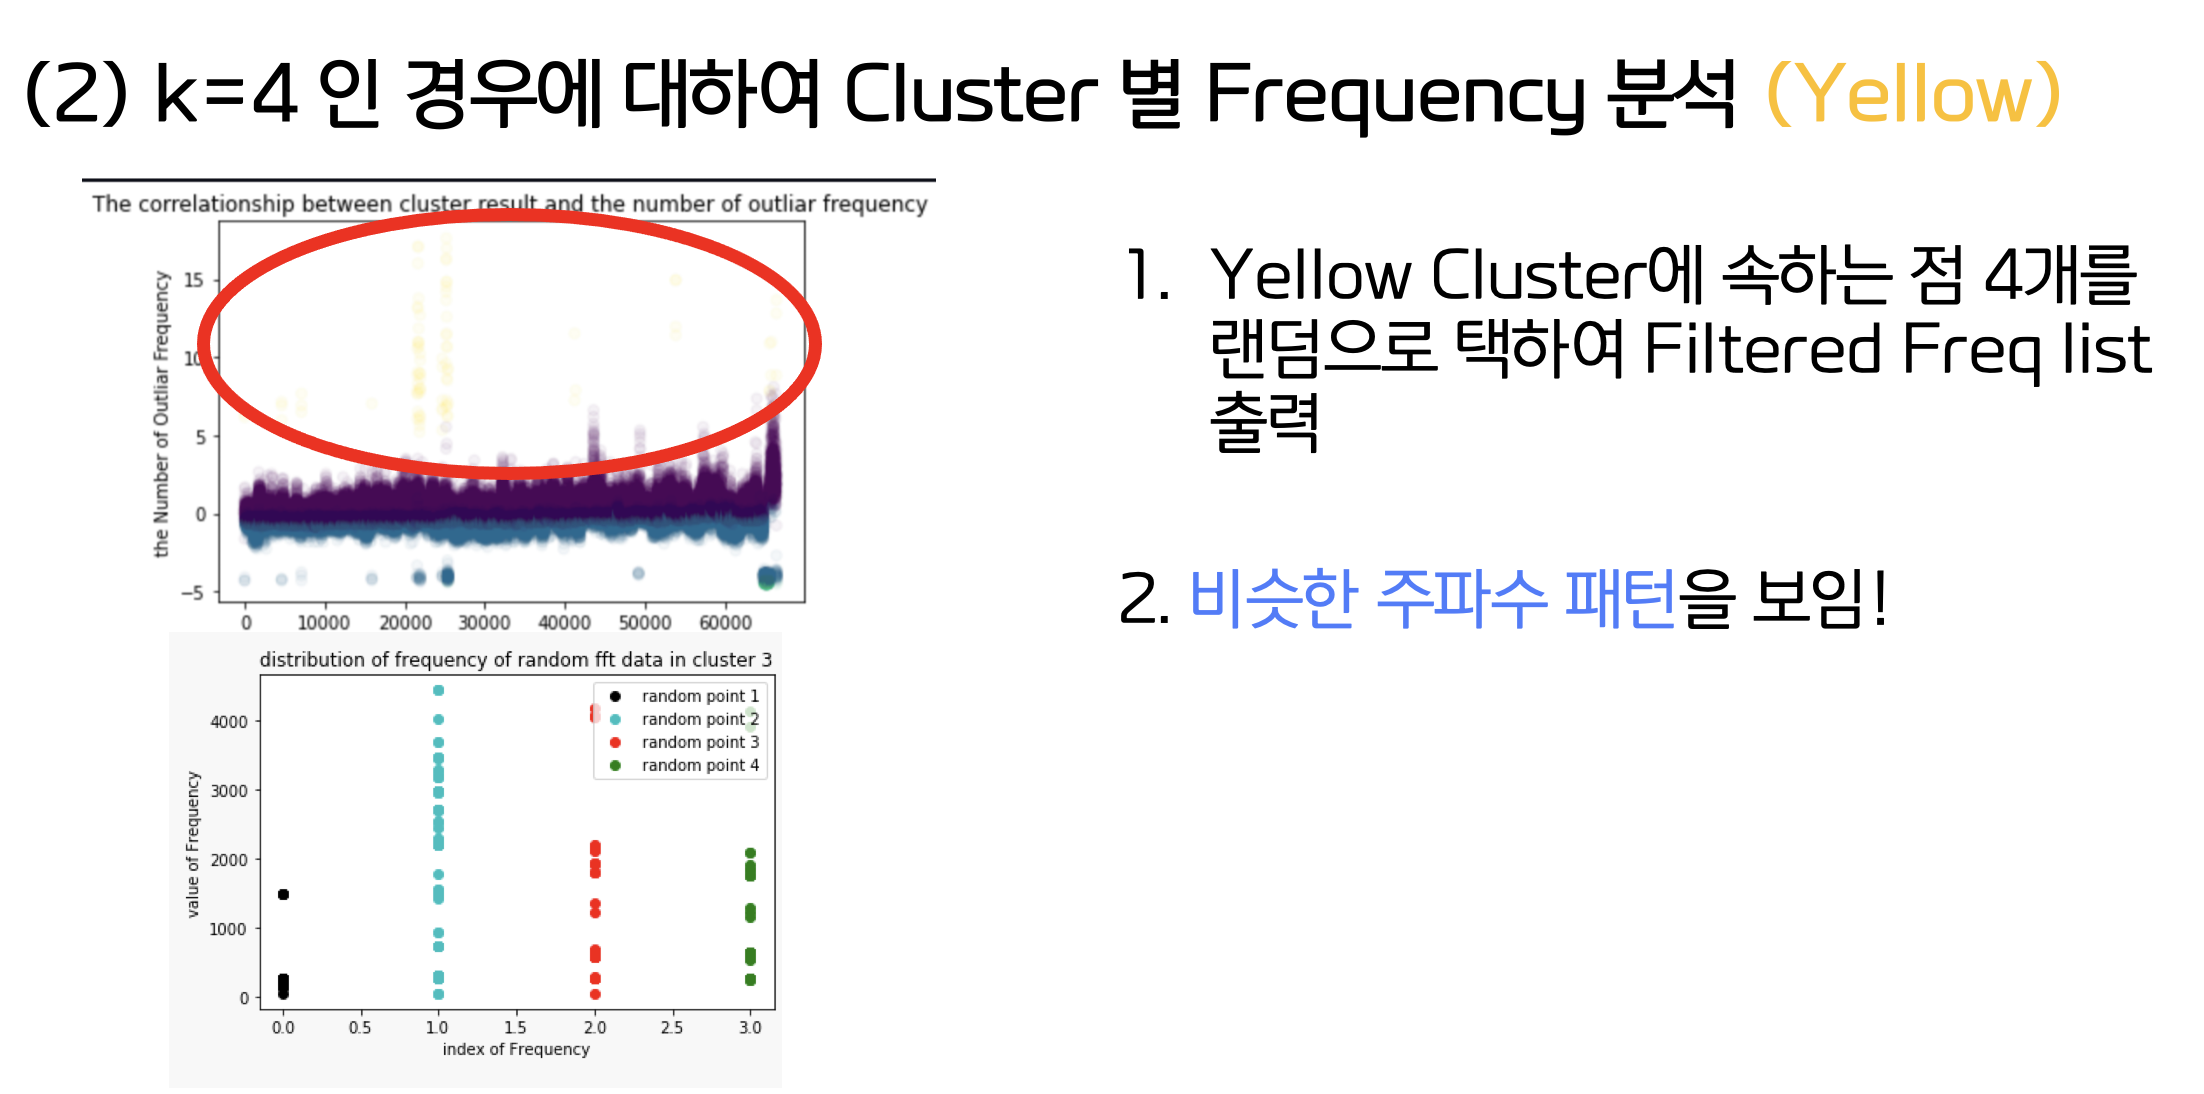 (2) k=4 인 경우에 대하여 Cluster 별 Frequency 분석 (Yellow)
The correlationship between cluster result and the number of outliar frequency
the Number of Outliar Frequency
15
10
5
0
−5
0 10000 20000 30000 40000 50000 60000
distribution of frequency of random fft data in cluster 3
random point 1
random point 2
random point 3
random point 4
value of Frequency
4000
3000
2000
1000
0
0.0 0.5 1.0 1.5 2.0 2.5 3.0
index of Frequency
1. Yellow Cluster에 속하는 점 4개를
랜덤으로 택하여 Filtered Freq list
출력
2. 비슷한 주파수 패턴을 보임!